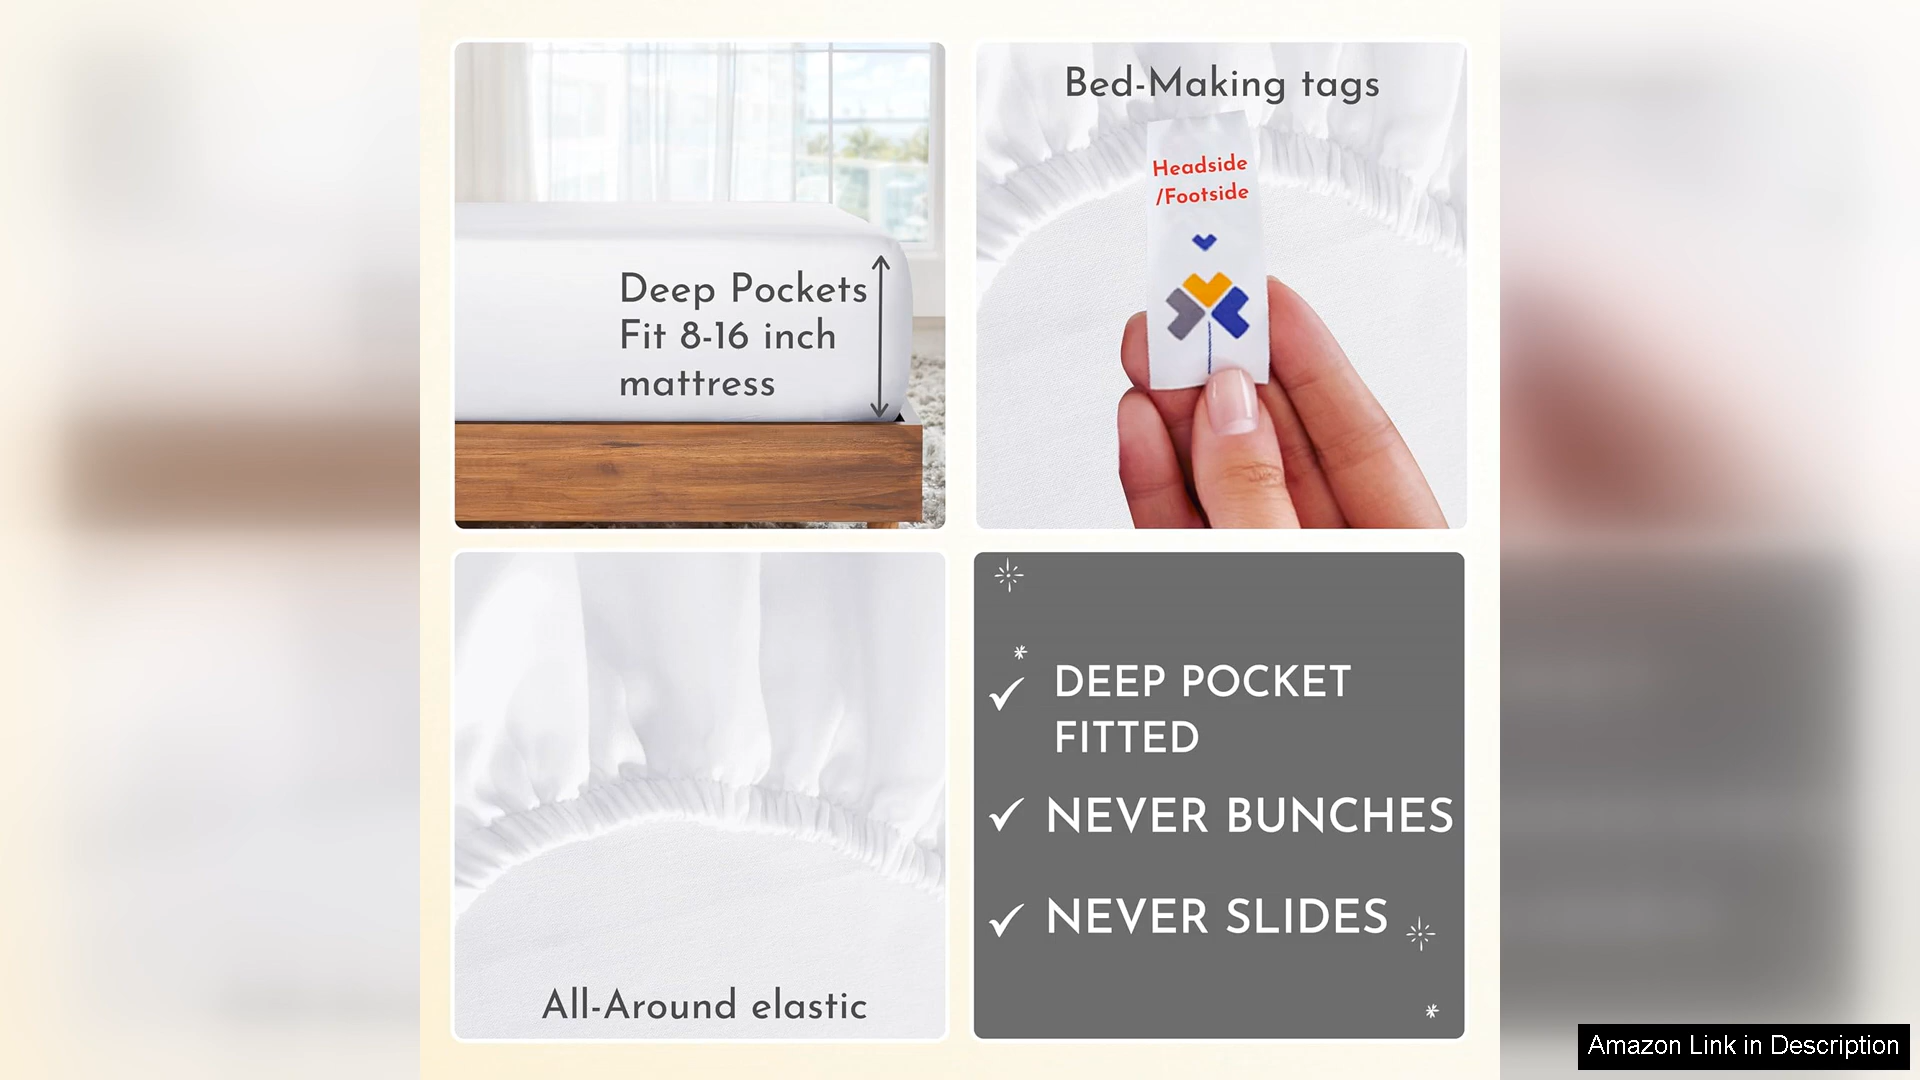 Deep Pockets
Fit 8-16 inch
mattress
Bed-Making tags
Headside
/Footside
All-Around elastic
DEEP POCKET
FITTED
NEVER BUNCHES
NEVER SLIDES
Amazon Link in Description